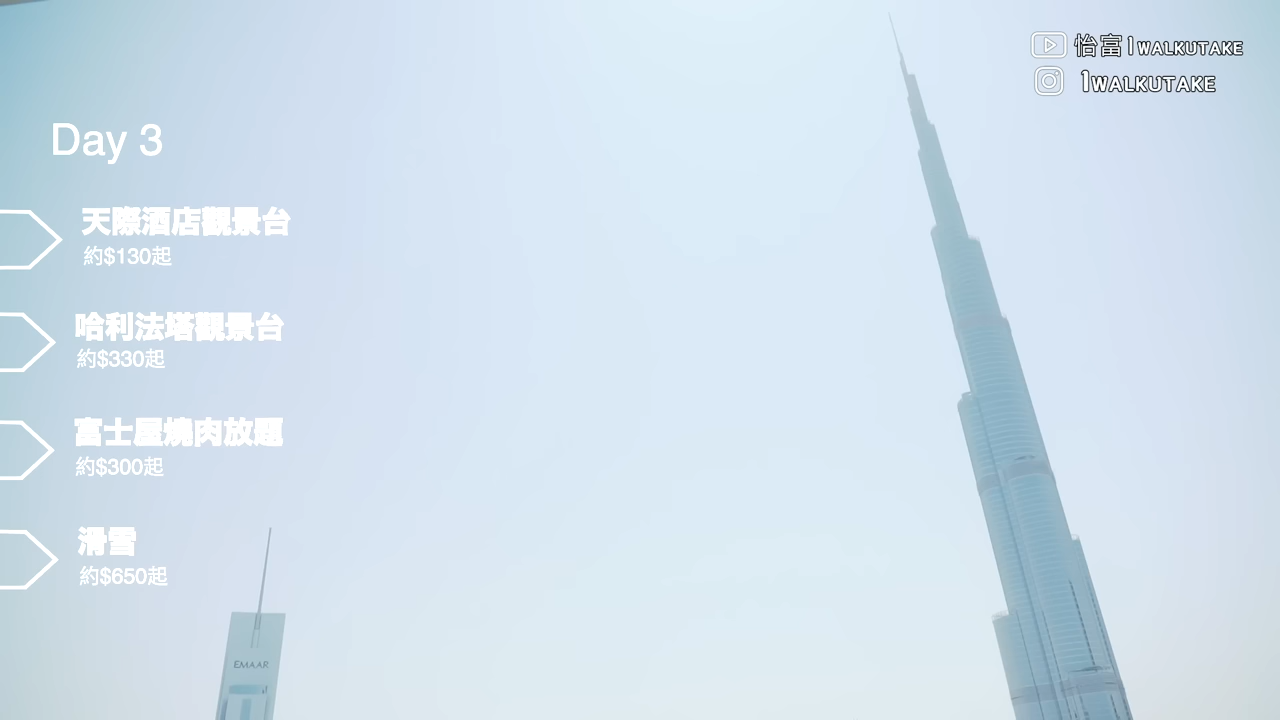 怡富1WALKUTAKE
1WALKUTAKE
Day 3
天際酒店觀景台
約$130起
哈利法塔觀景台
約$330起
富士屋燒肉放題
約$300起
滑雪
約$650起
EMAAR